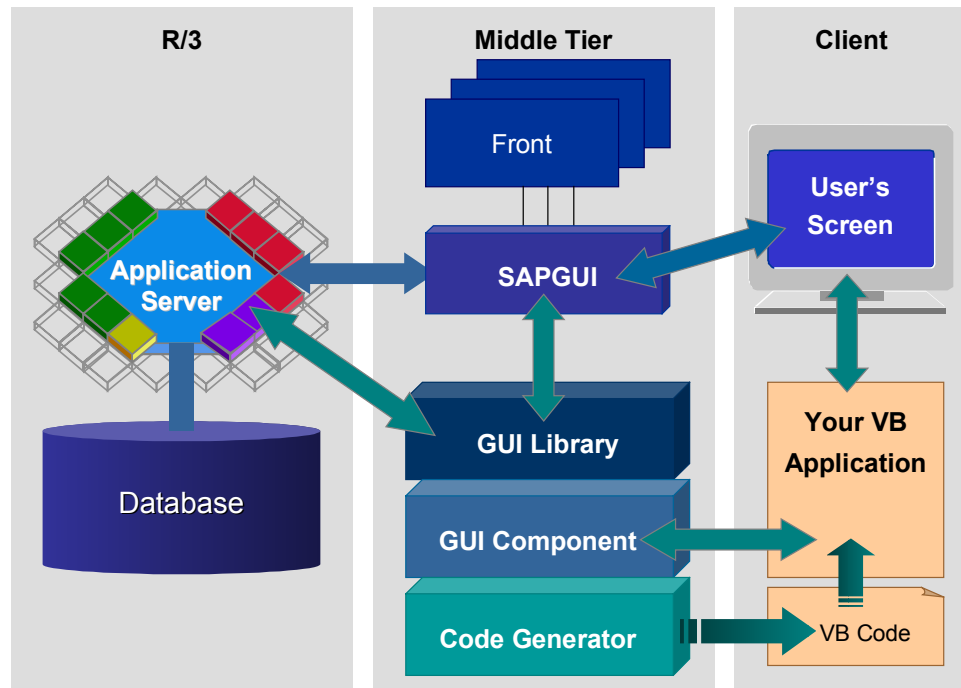 R/3
Middle Tier
Client
Front
User’s
Screen
Application
Server
SAPGUI
GUI Library
Your VB
Application
Database
GUI Component
Code Generator
VB Code